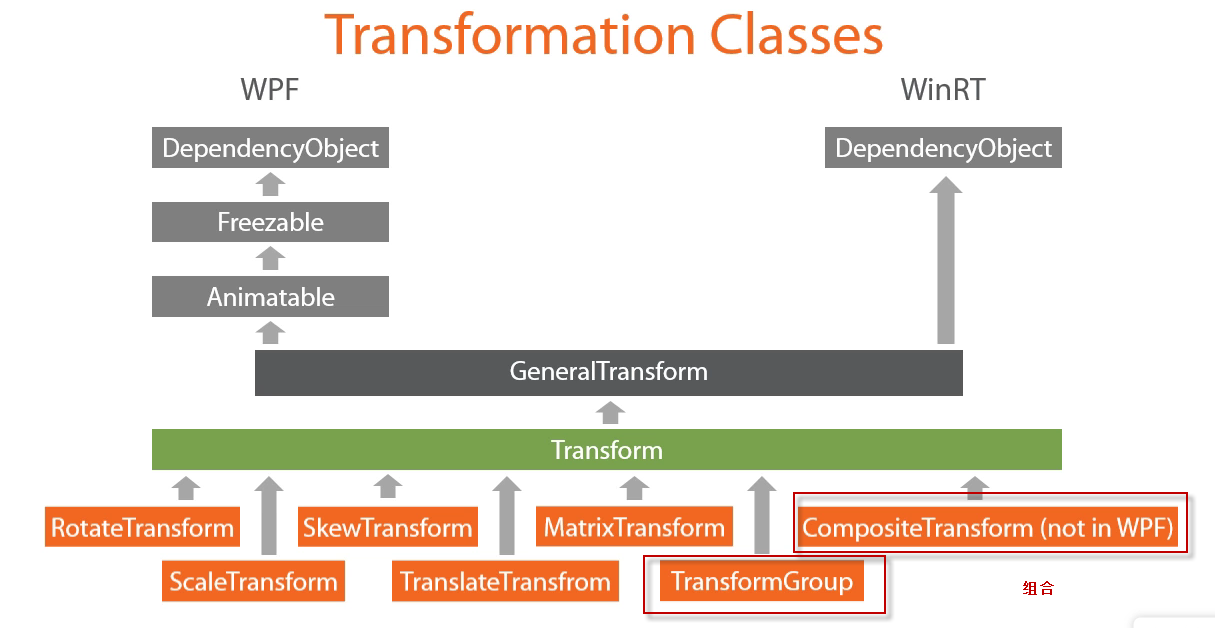 Transformation Classes
WPF
WinRT
DependencyObject
DependencyObject
Freezable
Animatable
GeneralTransform
Transform
RotateTransform
SkewTransform
MatrixTransform
CompositeTransform (not in WPF)
ScaleTransform
TranslateTransfrom
TransformGroup
组合